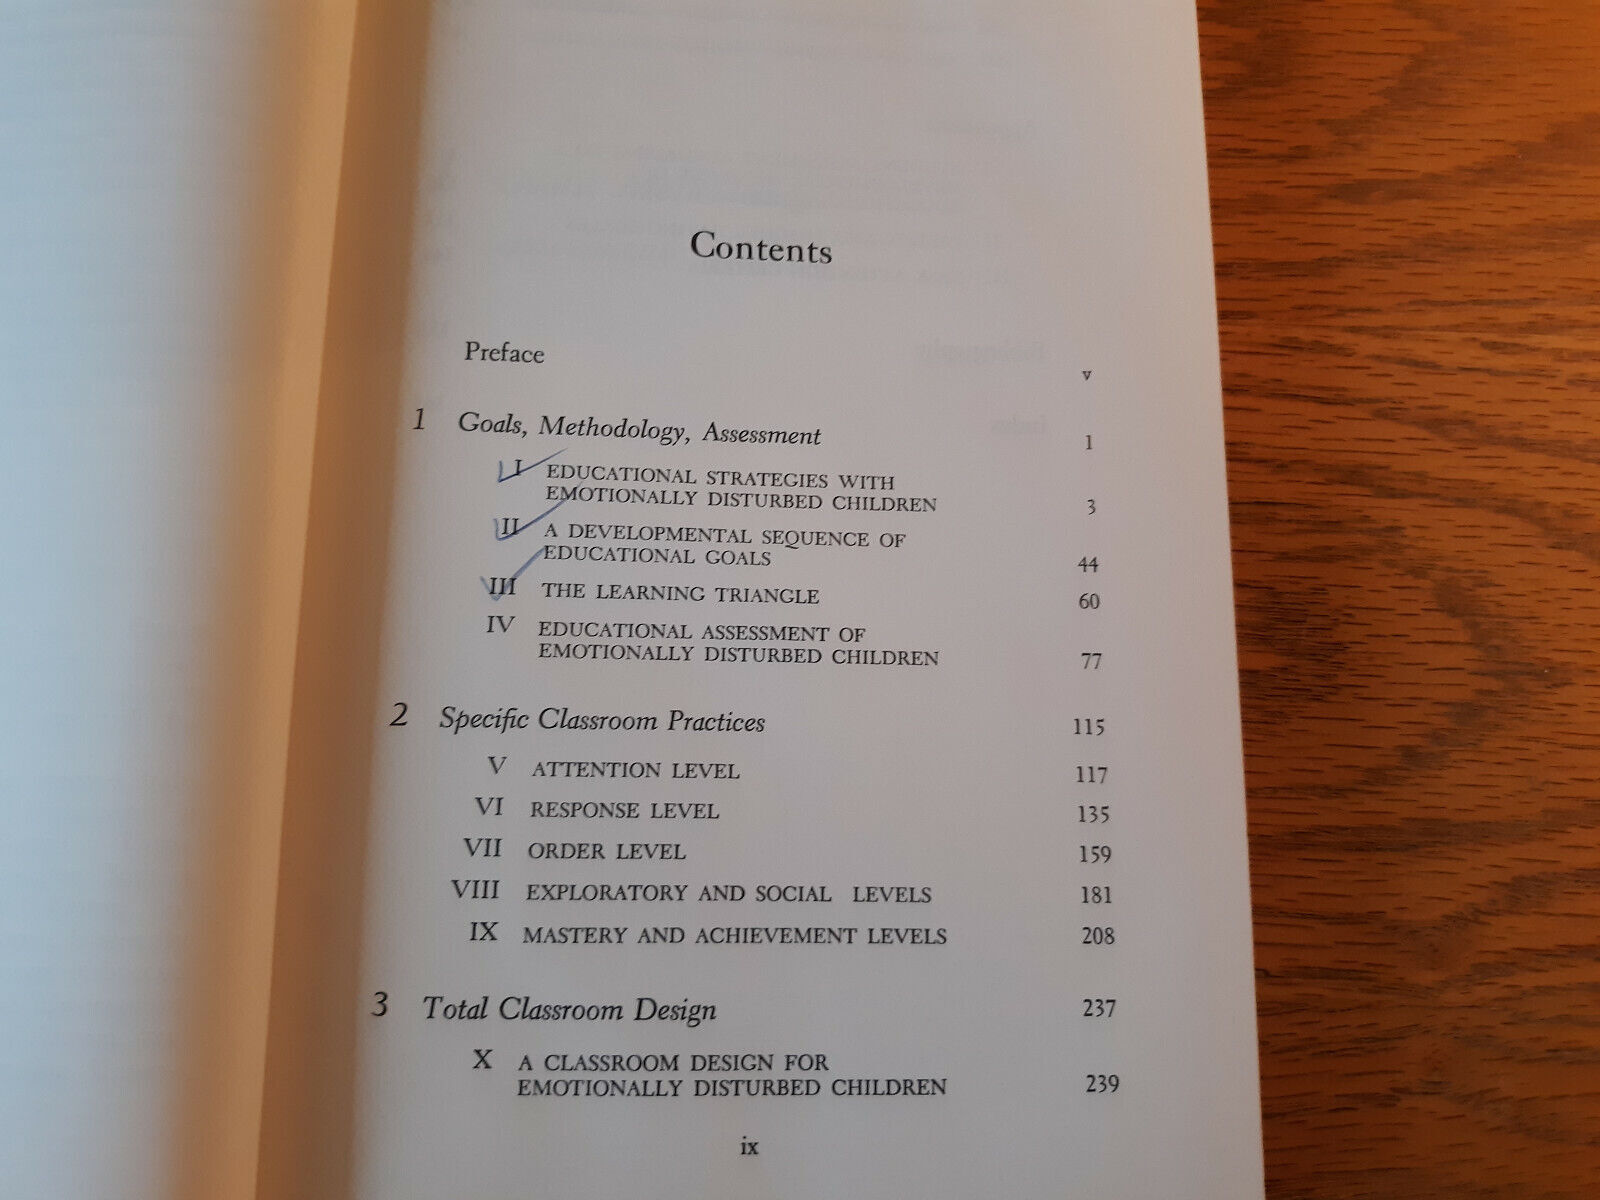 Contents
Preface v
1 Goals, Methodology, Assessment 1
I EDUCATIONAL STRATEGIES WITH
EMOTIONALLY DISTURBED CHILDREN 3
II A DEVELOPMENTAL SEQUENCE OF
EDUCATIONAL GOALS 44
III THE LEARNING TRIANGLE 60
IV EDUCATIONAL ASSESSMENT OF
EMOTIONALLY DISTURBED CHILDREN 77
2 Specific Classroom Practices 115
V ATTENTION LEVEL 117
VI RESPONSE LEVEL 135
VII ORDER LEVEL 159
VIII EXPLORATORY AND SOCIAL LEVELS 181
IX MASTERY AND ACHIEVEMENT LEVELS 208
3 Total Classroom Design 237
X A CLASSROOM DESIGN FOR
EMOTIONALLY DISTURBED CHILDREN 239
ix